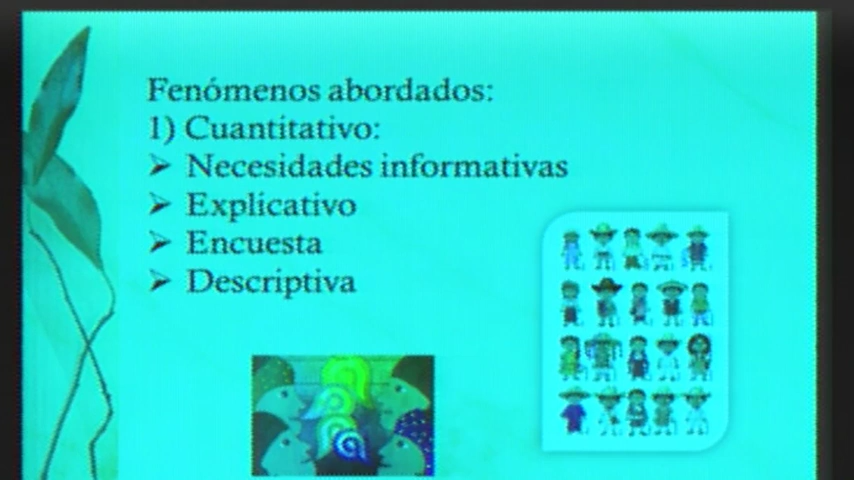 Fenómenos abordados:
1) Cuantitativo:
➢ Necesidades informativas
➢ Explicativo
➢ Encuesta
➢ Descriptiva